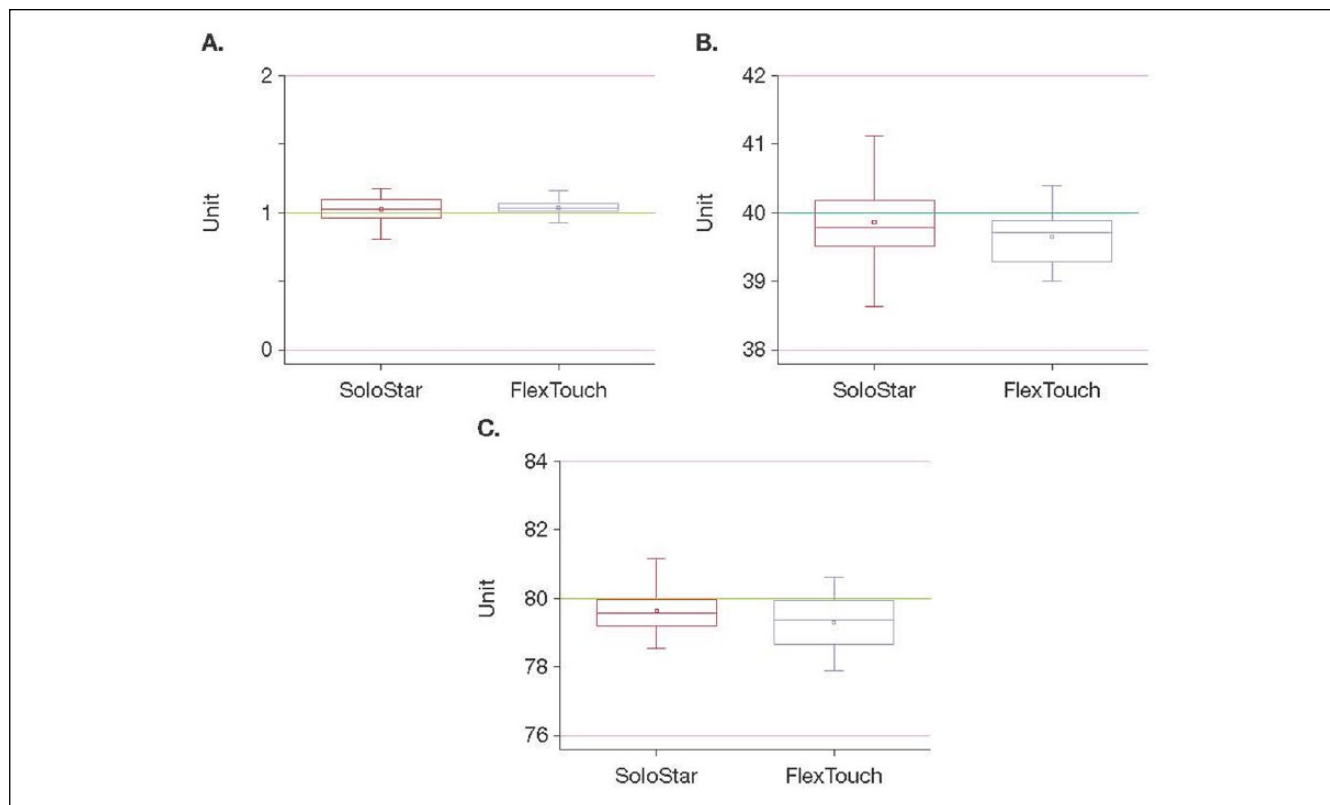 A.
2
1
0
Unit
SoloStar
FlexTouch
B.
42
41
40
39
38
Unit
SoloStar
FlexTouch
C.
84
82
80
78
76
Unit
SoloStar
FlexTouch